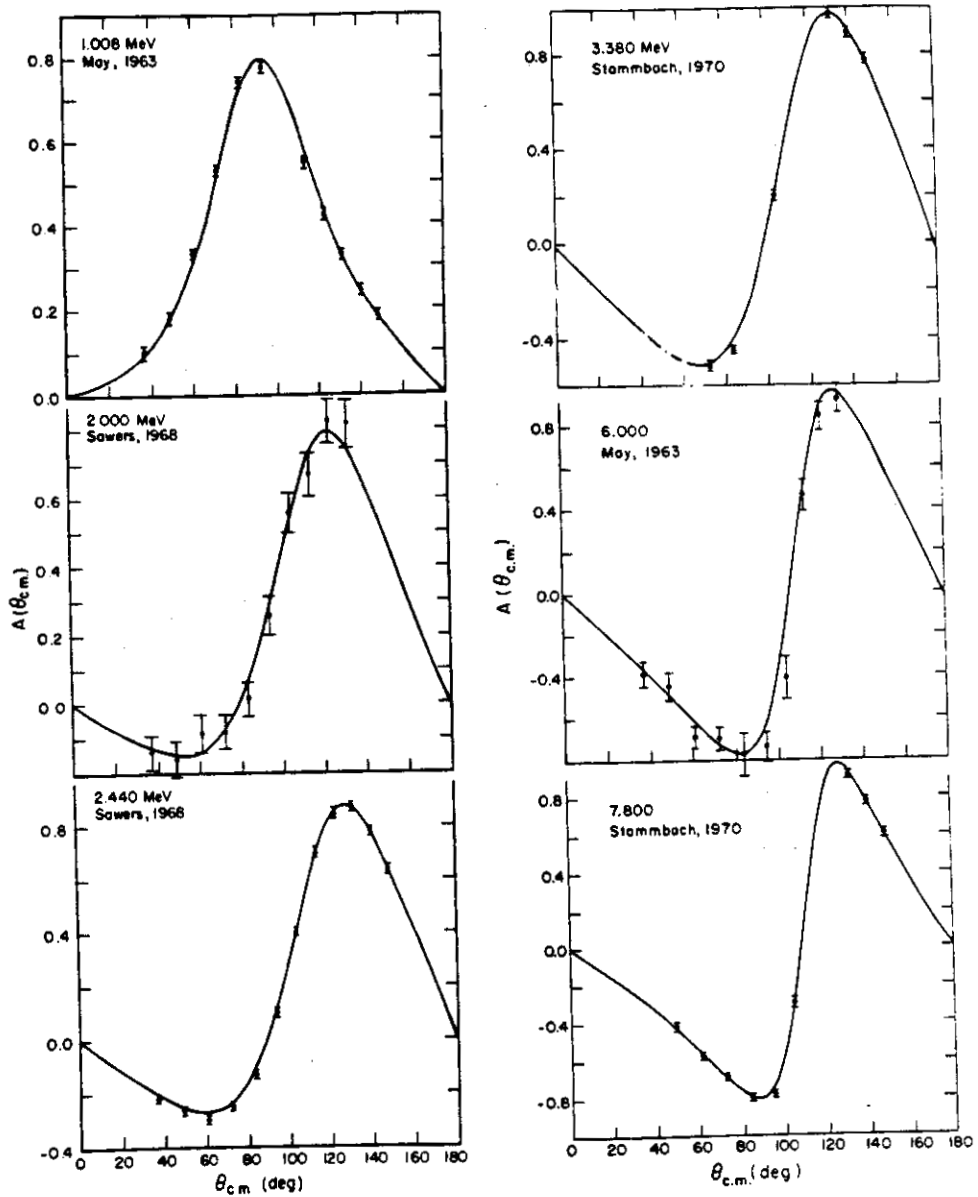 1.008 MeV
May, 1963
0.8
0.6
0.4
0.2
0.0
2.000 MeV
Sawers, 1968
0.8
0.6
0.4
0.2
0.0
A(θc.m.)
2.440 MeV
Sawers, 1968
0.8
0.4
0.0
-0.4
0 20 40 60 80 100 120 140 160 180
θc.m. (deg)
3.380 MeV
Stammbach, 1970
0.8
0.4
0.0
-0.4
6.000
May, 1963
0.8
0.4
0.0
-0.4
A(θc.m.)
7.800
Stammbach, 1970
0.8
0.4
0.0
-0.4
-0.8
0 20 40 60 80 100 120 140 160 180
θc.m. (deg)